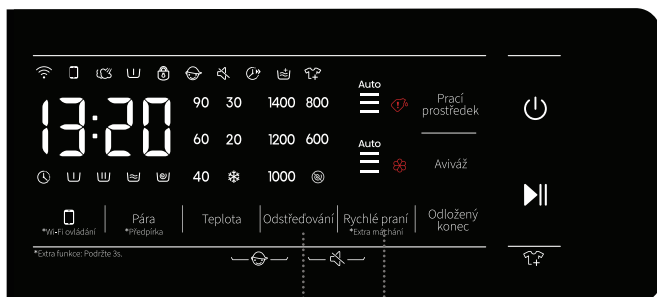 Auto
90 30 1400 800
Prací
prostředek
13:20
60 20 1200 600
Auto
Aviváž
40 1000
*Wi-Fi ovládání
Pára
*Předpírka
Teplota
Odstřeďování
Rychlé praní
*Extra máchání
Odložený
konec
*Extra funkce: Podržte 3s.